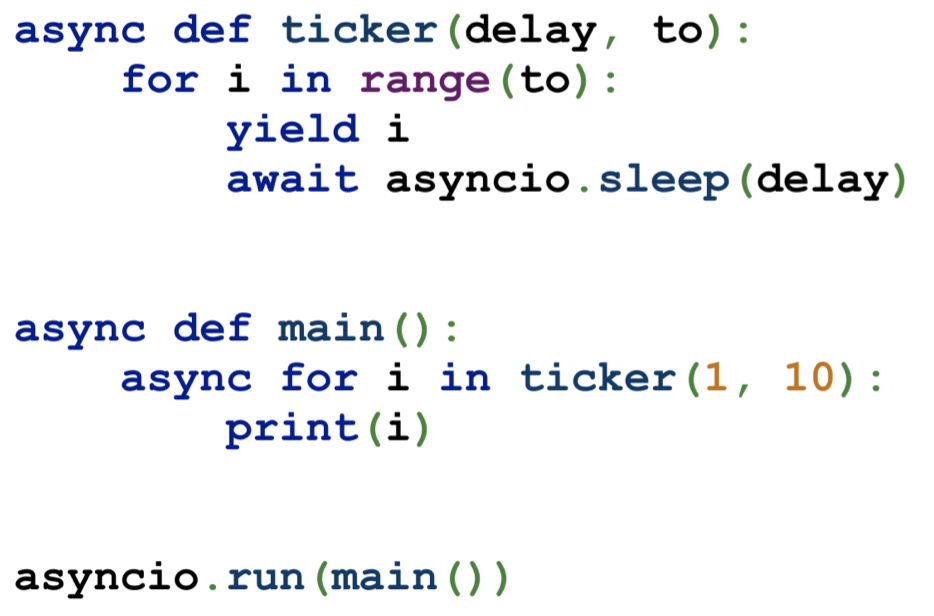 async def ticker(delay, to):
    for i in range(to):
        yield i
        await asyncio.sleep(delay)
async def main():
    async for i in ticker(1, 10):
        print(i)
asyncio.run(main())